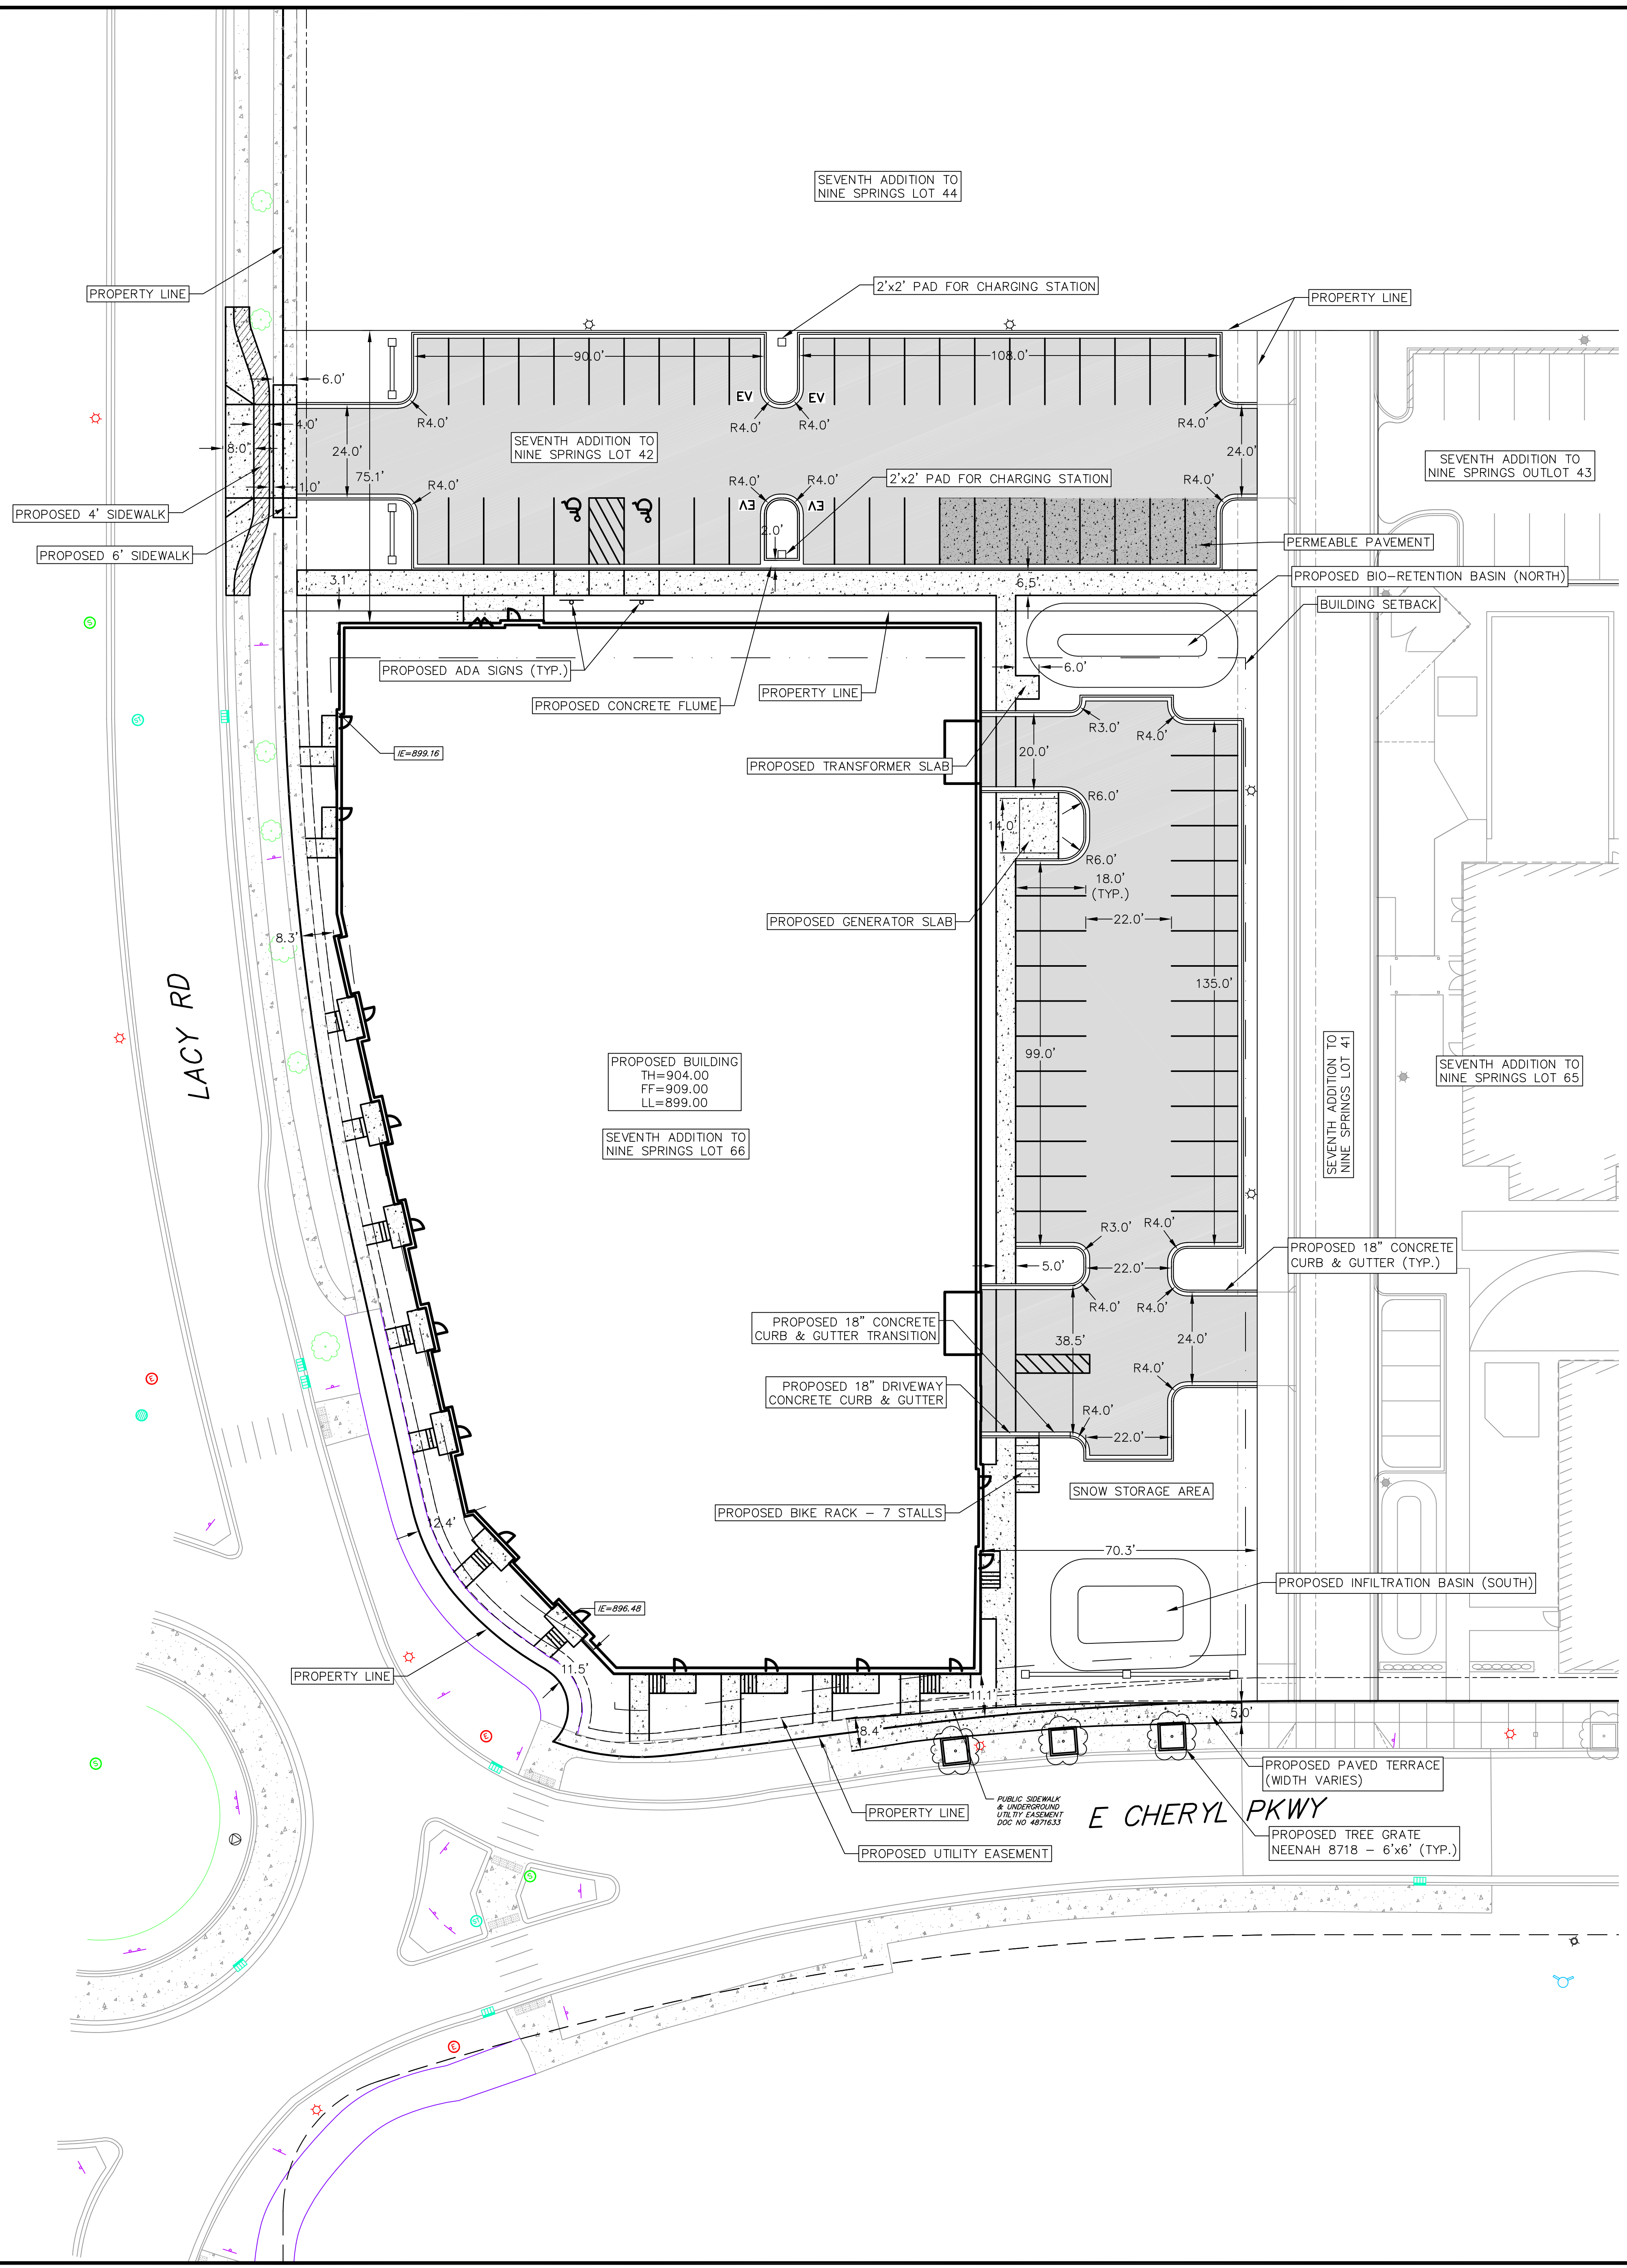 SEVENTH ADDITION TO
NINE SPRINGS LOT 44
2'x2' PAD FOR CHARGING STATION
PROPERTY LINE
PROPERTY LINE
90.0'
108.0'
6.0'
EV
EV
R4.0'
R4.0'
R4.0'
R4.0'
4.0'
8.0'
24.0'
75.1'
SEVENTH ADDITION TO
NINE SPRINGS LOT 42
24.0'
SEVENTH ADDITION TO
NINE SPRINGS OUTLOT 43
1.0'
R4.0'
R4.0'
R4.0'
2'x2' PAD FOR CHARGING STATION
R4.0'
EV
EV
PROPOSED 4' SIDEWALK
2.0'
PERMEABLE PAVEMENT
PROPOSED 6' SIDEWALK
3.1'
6.5'
PROPOSED BIO-RETENTION BASIN (NORTH)
BUILDING SETBACK
PROPOSED ADA SIGNS (TYP.)
6.0'
PROPERTY LINE
PROPOSED CONCRETE FLUME
R3.0'
R4.0'
IE=899.16
20.0'
PROPOSED TRANSFORMER SLAB
R6.0'
14.0'
R6.0'
18.0'
(TYP.)
PROPOSED GENERATOR SLAB
22.0'
8.3'
135.0'
LACY RD
99.0'
PROPOSED BUILDING
TH=904.00
FF=909.00
LL=899.00
SEVENTH ADDITION TO
NINE SPRINGS LOT 66
SEVENTH ADDITION TO
NINE SPRINGS LOT 41
SEVENTH ADDITION TO
NINE SPRINGS LOT 65
R3.0'
R4.0'
PROPOSED 18" CONCRETE
CURB & GUTTER (TYP.)
5.0'
22.0'
R4.0'
R4.0'
PROPOSED 18" CONCRETE
CURB & GUTTER TRANSITION
38.5'
24.0'
R4.0'
PROPOSED 18" DRIVEWAY
CONCRETE CURB & GUTTER
R4.0'
22.0'
SNOW STORAGE AREA
PROPOSED BIKE RACK - 7 STALLS
12.4'
70.3'
PROPOSED INFILTRATION BASIN (SOUTH)
IE=896.48
PROPERTY LINE
11.5'
11.1'
5.0'
8.4'
PROPOSED PAVED TERRACE
(WIDTH VARIES)
PUBLIC SIDEWALK
& UNDERGROUND
UTILTIY EASEMENT
DOC NO 4871633
PROPERTY LINE
E CHERYL PKWY
PROPOSED TREE GRATE
NEENAH 8718 - 6'x6' (TYP.)
PROPOSED UTILITY EASEMENT
S
ST
E
E
S
S
ST
E